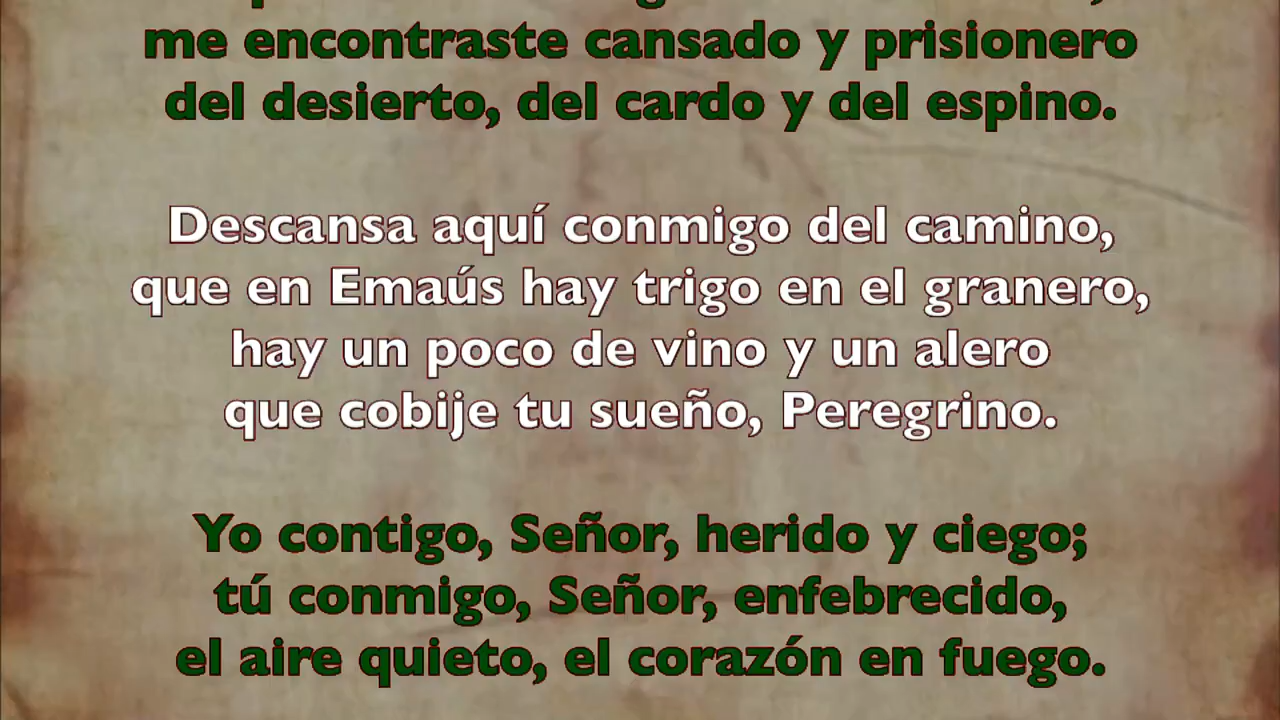 me encontraste cansado y prisionero
del desierto, del cardo y del espino.
Descansa aquí conmigo del camino,
que en Emaús hay trigo en el granero,
hay un poco de vino y un alero
que cobije tu sueño, Peregrino.
Yo contigo, Señor, herido y ciego;
tú conmigo, Señor, enfebrecido,
el aire quieto, el corazón en fuego.